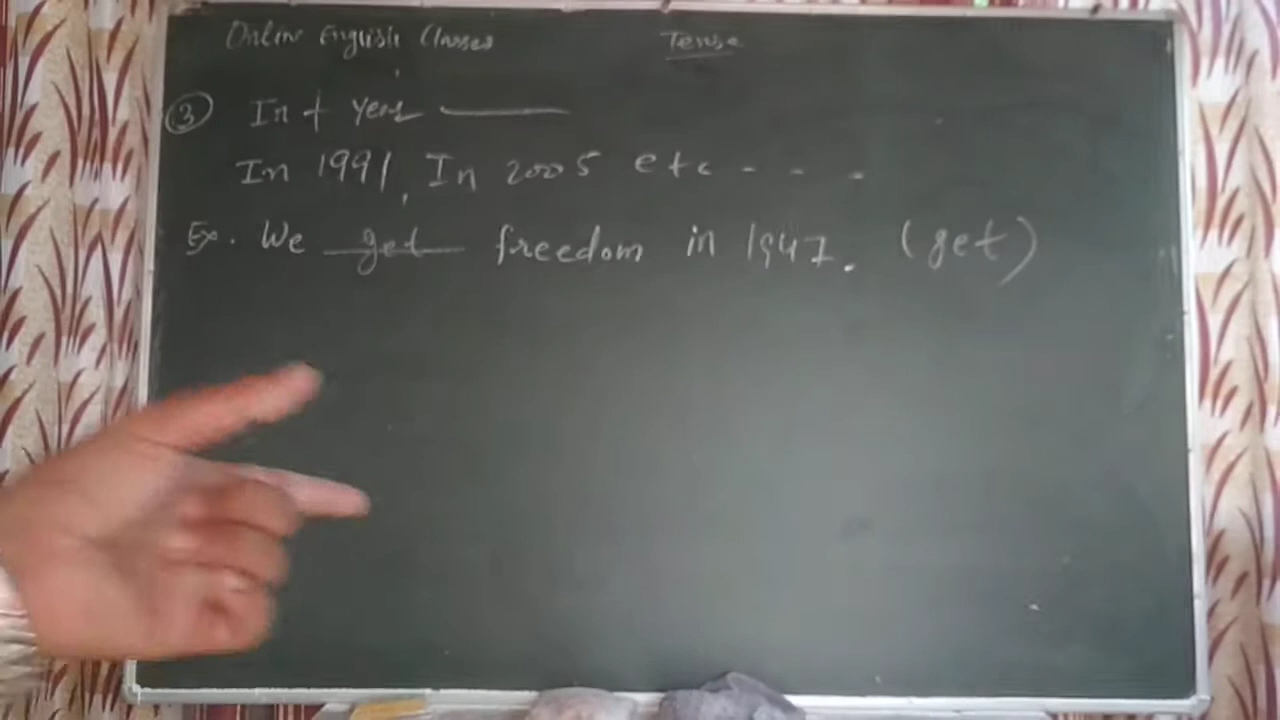 Online English Classes Tense
③ In + Year
In 1991, In 2005 etc - - -
Ex. We get freedom in 1947. (get)